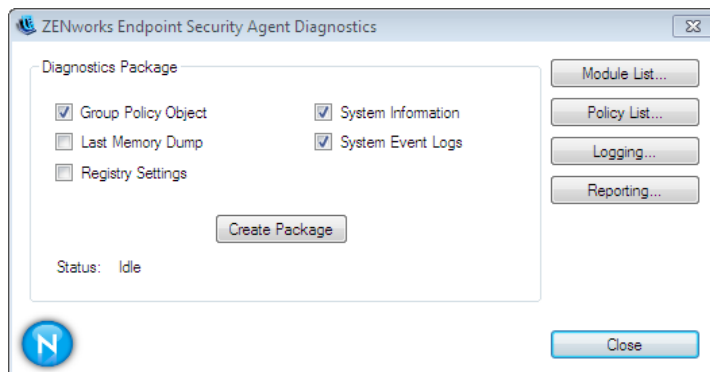 ZENworks Endpoint Security Agent Diagnostics
Diagnostics Package
Group Policy Object
System Information
Last Memory Dump
System Event Logs
Registry Settings
Create Package
Status: Idle
Module List...
Policy List...
Logging...
Reporting...
N
Close